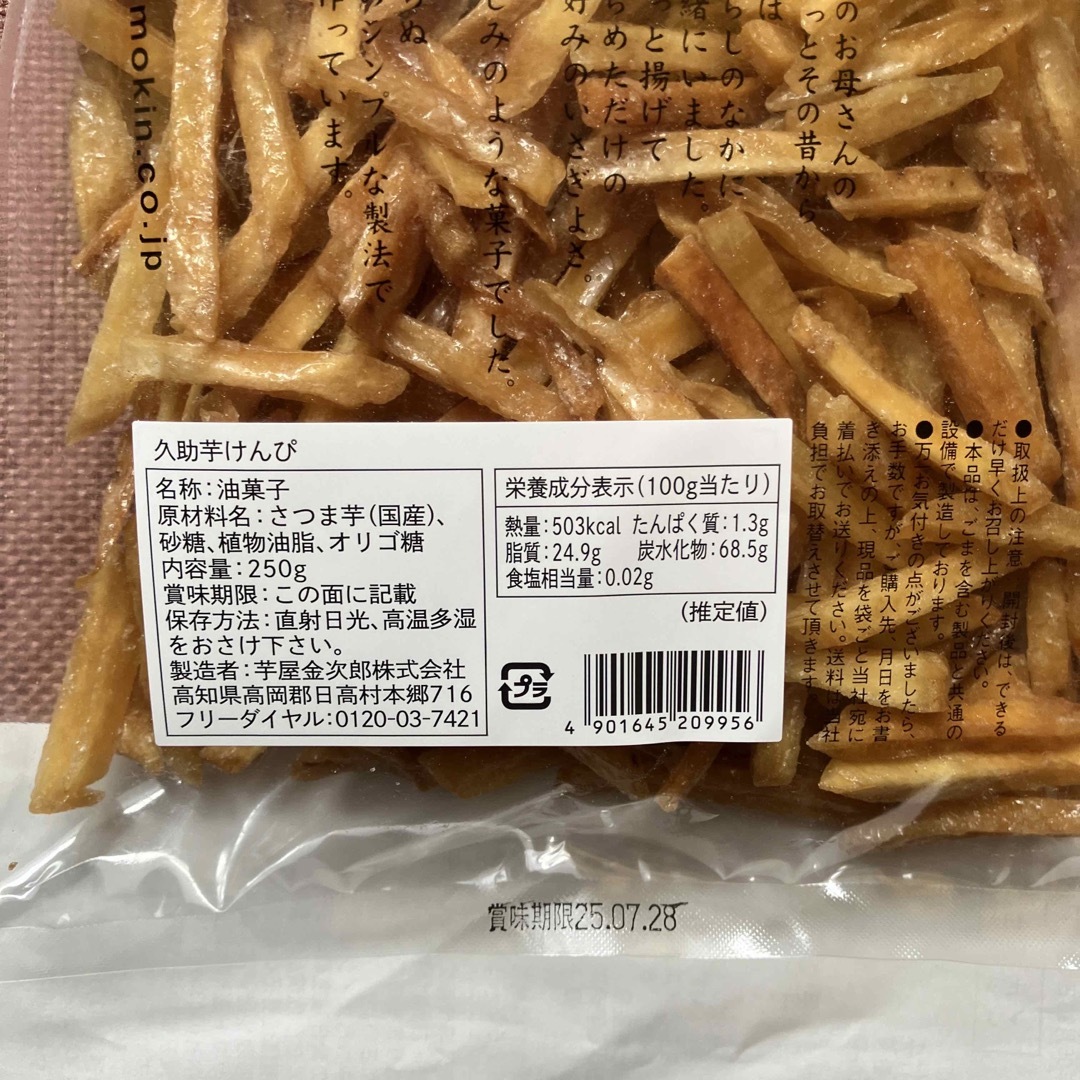 のお母さんの
っとその昔から、
は
らしのなかに
緒にいました。
っと揚げて
らめただけの
好みのいさぎよさ。
しみのような菓子でした。
らぬ
シンプルな製法で
作っています。
mokin.co.jp
久助芋けんぴ
名称：油菓子
原材料名：さつま芋（国産）、
砂糖、植物油脂、オリゴ糖
内容量：250g
賞味期限：この面に記載
保存方法：直射日光、高温多湿
をおさけ下さい。
製造者：芋屋金次郎株式会社
高知県高岡郡日高村本郷716
フリーダイヤル：0120-03-7421
栄養成分表示（100g当たり）
熱量：503kcal たんぱく質：1.3g
脂質：24.9g 炭水化物：68.5g
食塩相当量：0.02g
（推定値）
プラ
4 901645 209956
●取扱上の注意 開封後は、できる
だけ早くお召し上がりください。
●本品は、ごまを含む製品と共通の
設備で製造しております。
●万一お気付きの点がございましたら、
お手数ですが、ご購入先、月日をお書
き添えの上、現品を袋ごと当社宛に
着払いでお送りください。送料は当社
負担でお取替えさせて頂きます
賞味期限25.07.28